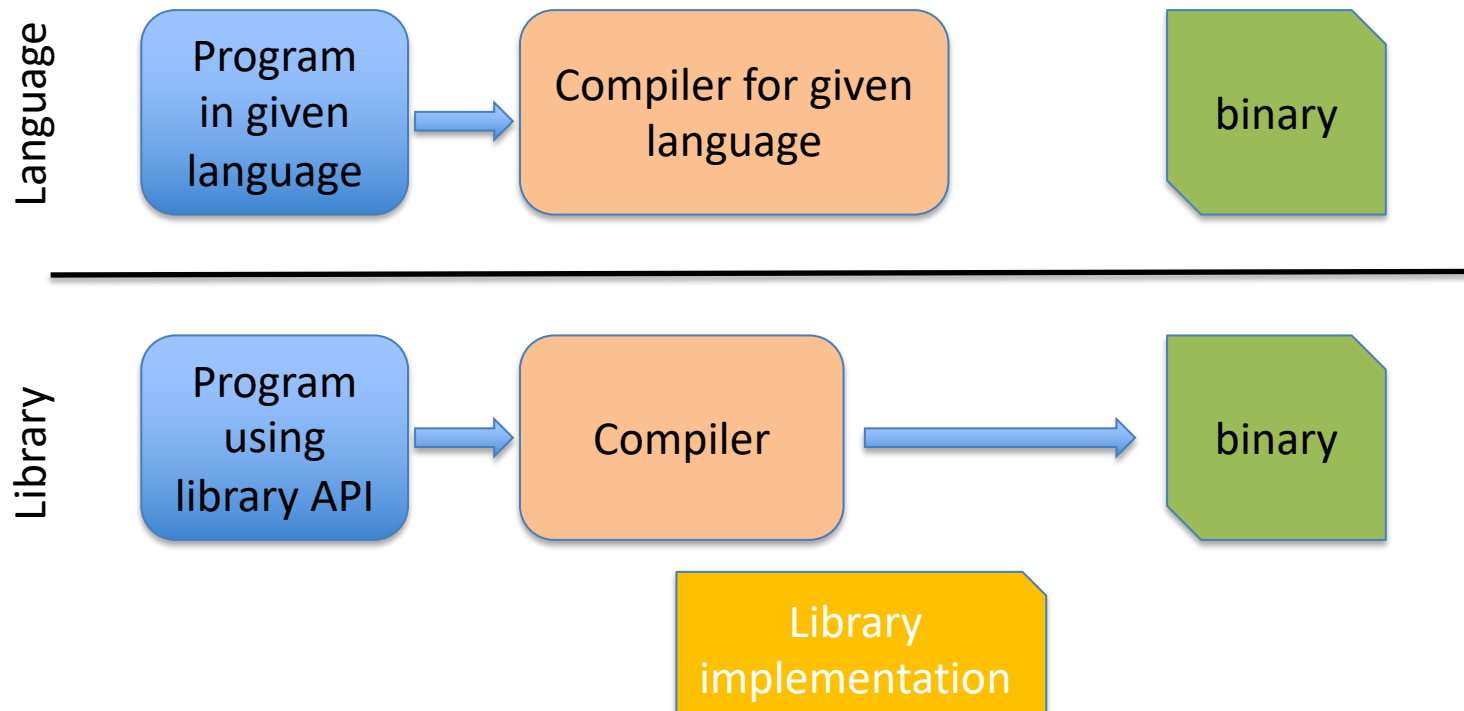 Language
Program
in given
language
Compiler for given
language
binary
Library
Program
using
library API
Compiler
binary
Library
implementation